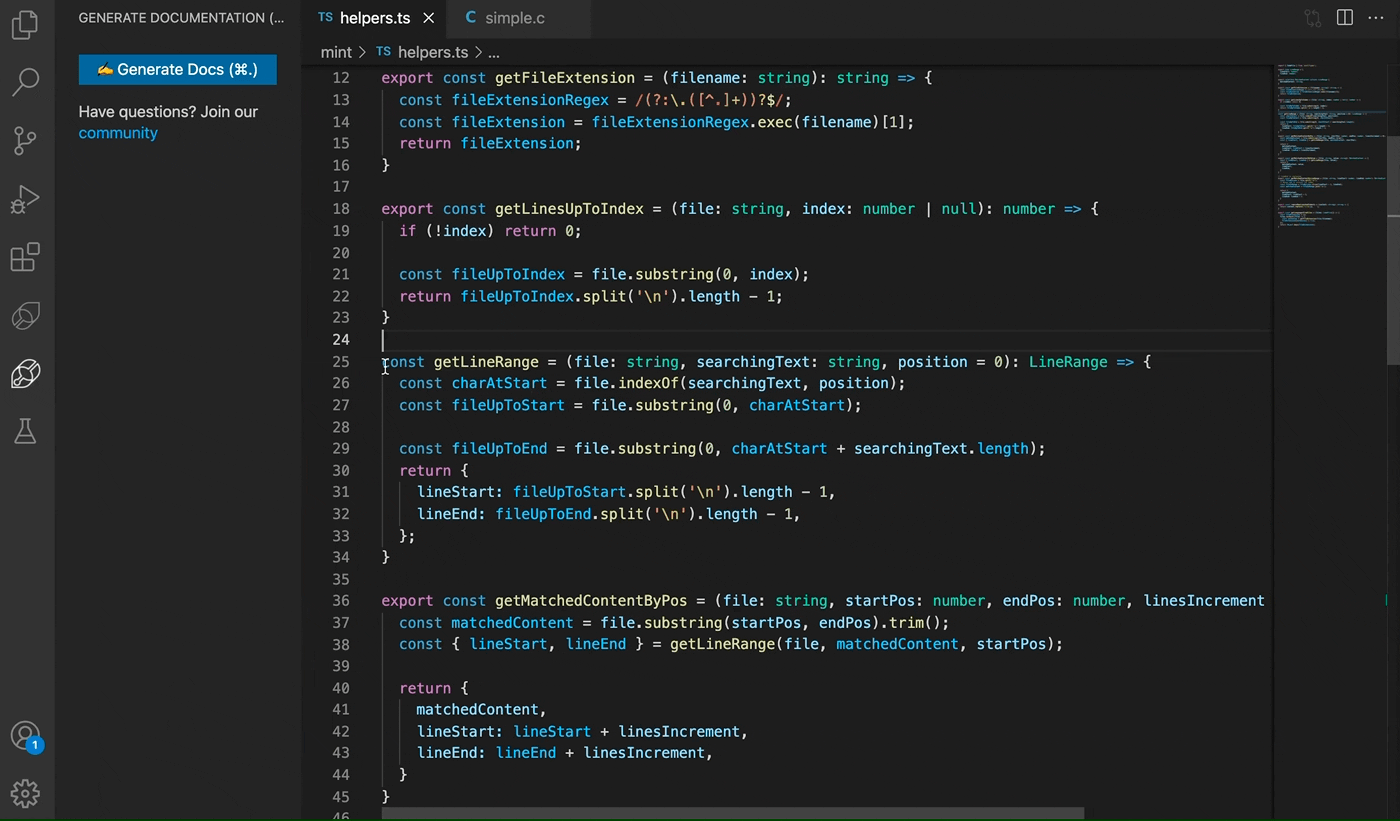 GENERATE DOCUMENTATION (...
✍️ Generate Docs (⌘.)
Have questions? Join our
community
TS helpers.ts ×
C simple.c
mint > TS helpers.ts > ...
12 export const getFileExtension = (filename: string): string => {
13 const fileExtensionRegex = /(?:\.([^.]+))?$/;
14 const fileExtension = fileExtensionRegex.exec(filename)[1];
15 return fileExtension;
16 }
17
18 export const getLinesUpToIndex = (file: string, index: number | null): number => {
19 if (!index) return 0;
20
21 const fileUpToIndex = file.substring(0, index);
22 return fileUpToIndex.split('\n').length - 1;
23 }
24
25 const getLineRange = (file: string, searchingText: string, position = 0): LineRange => {
26 const charAtStart = file.indexOf(searchingText, position);
27 const fileUpToStart = file.substring(0, charAtStart);
28
29 const fileUpToEnd = file.substring(0, charAtStart + searchingText.length);
30 return {
31 lineStart: fileUpToStart.split('\n').length - 1,
32 lineEnd: fileUpToEnd.split('\n').length - 1,
33 };
34 }
35
36 export const getMatchedContentByPos = (file: string, startPos: number, endPos: number, linesIncrement
37 const matchedContent = file.substring(startPos, endPos).trim();
38 const { lineStart, lineEnd } = getLineRange(file, matchedContent, startPos);
39
40 return {
41 matchedContent,
42 lineStart: lineStart + linesIncrement,
43 lineEnd: lineEnd + linesIncrement,
44 }
45 }
46
1